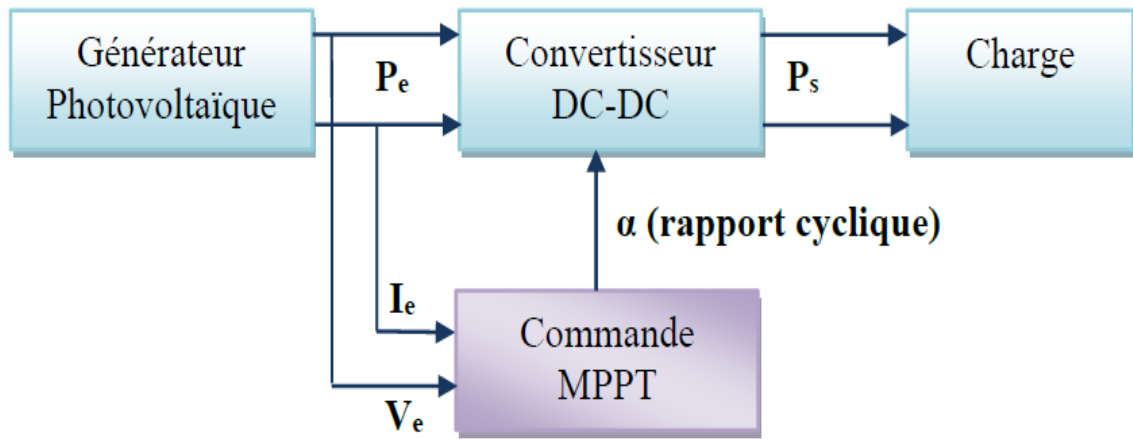 Générateur
Photovoltaïque
Pₑ
Convertisseur
DC-DC
Pₛ
Charge
α (rapport cyclique)
Iₑ
Vₑ
Commande
MPPT